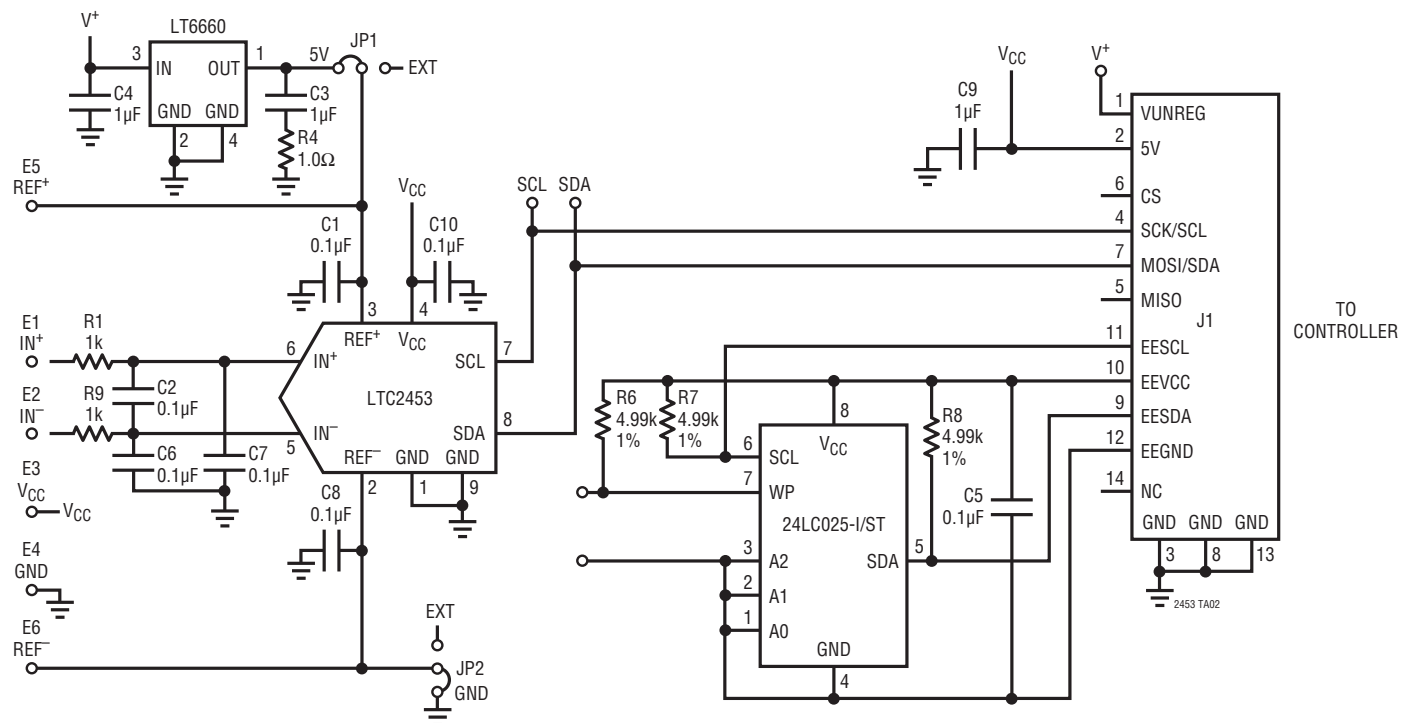 V+
LT6660
3
IN
OUT
1
5V
JP1
EXT
C4
1µF
GND
GND
2
4
C3
1µF
R4
1.0Ω
E5
REF+
C1
0.1µF
VCC
C10
0.1µF
SCL
SDA
3
4
REF+
VCC
E1
IN+
R1
1k
6
IN+
SCL
7
C2
0.1µF
LTC2453
E2
IN–
R9
1k
5
IN–
SDA
8
C6
0.1µF
C7
0.1µF
REF–
GND
GND
2
1
9
E3
VCC
VCC
C8
0.1µF
E4
GND
E6
REF–
EXT
JP2
GND
C9
1µF
VCC
V+
1
VUNREG
2
5V
6
CS
4
SCK/SCL
7
MOSI/SDA
5
MISO
J1
11
EESCL
10
EEVCC
9
EESDA
12
EEGND
14
NC
GND
GND
GND
3
8
13
TO
CONTROLLER
2453 TA02
R6
4.99k
1%
R7
4.99k
1%
R8
4.99k
1%
8
VCC
6
SCL
7
WP
24LC025-I/ST
3
A2
2
A1
1
A0
SDA
5
GND
4
C5
0.1µF